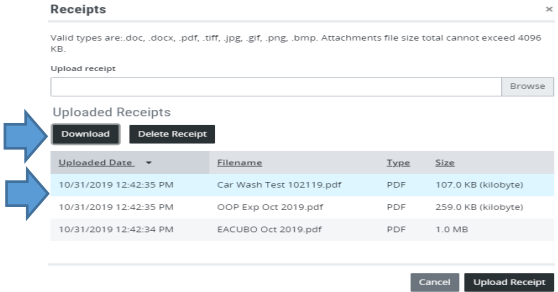 Receipts ×
Valid types are:.doc, .docx, .pdf, .tiff, .jpg, .gif, .png, .bmp. Attachments file size total cannot exceed 4096
KB.
Upload receipt
Browse
Uploaded Receipts
Download Delete Receipt
Uploaded Date Filename Type Size
10/31/2019 12:42:35 PM Car Wash Test 102119.pdf PDF 107.0 KB (kilobyte)
10/31/2019 12:42:35 PM OOP Exp Oct 2019.pdf PDF 259.0 KB (kilobyte)
10/31/2019 12:42:34 PM EACUBO Oct 2019.pdf PDF 1.0 MB
Cancel Upload Receipt